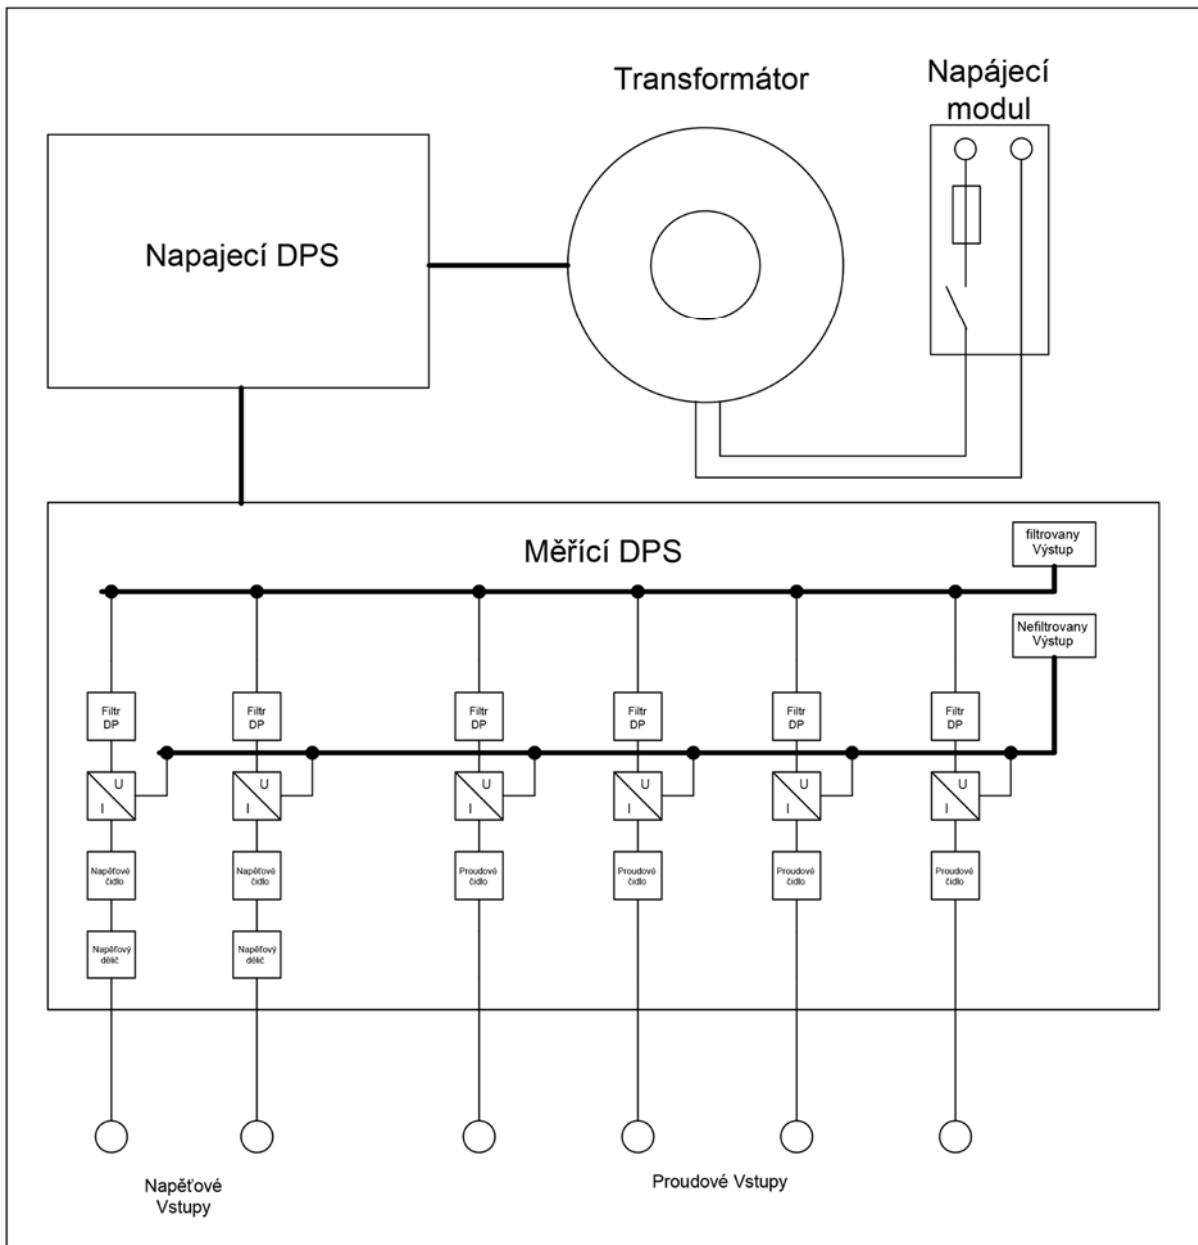 Transformátor
Napájecí
modul
Napajecí DPS
Měřící DPS
filtrovany
Výstup
Nefiltrovany
Výstup
Filtr
DP
Filtr
DP
Filtr
DP
Filtr
DP
Filtr
DP
Filtr
DP
U
I
U
I
U
I
U
I
U
I
U
I
Napěťové
čidlo
Napěťové
čidlo
Proudové
čidlo
Proudové
čidlo
Proudové
čidlo
Proudové
čidlo
Napěťový
dělič
Napěťový
dělič
Napěťové
Vstupy
Proudové Vstupy